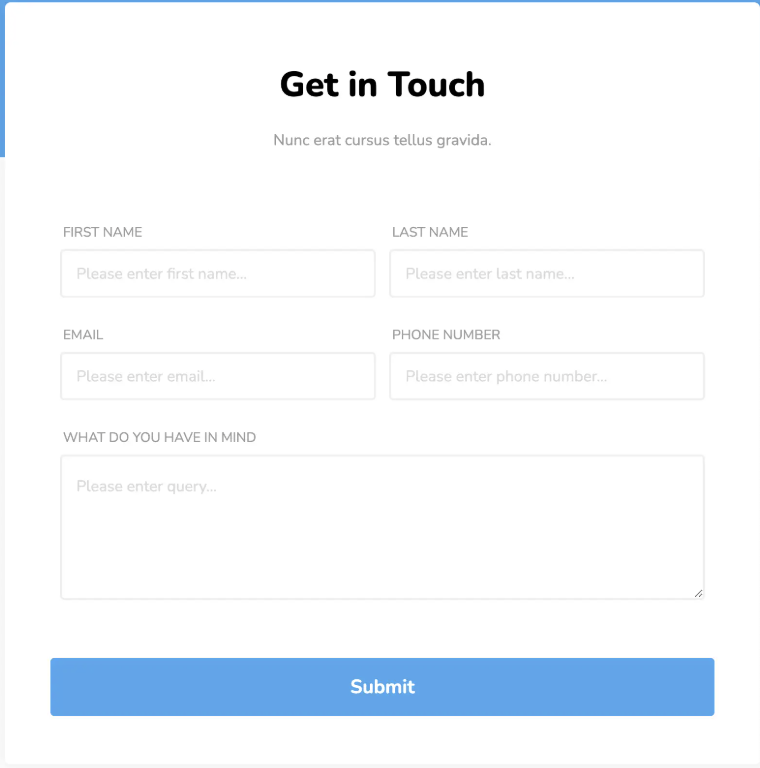 Get in Touch
Nunc erat cursus tellus gravida.
FIRST NAME LAST NAME
Please enter first name... Please enter last name...
EMAIL PHONE NUMBER
Please enter email... Please enter phone number...
WHAT DO YOU HAVE IN MIND
Please enter query...
Submit